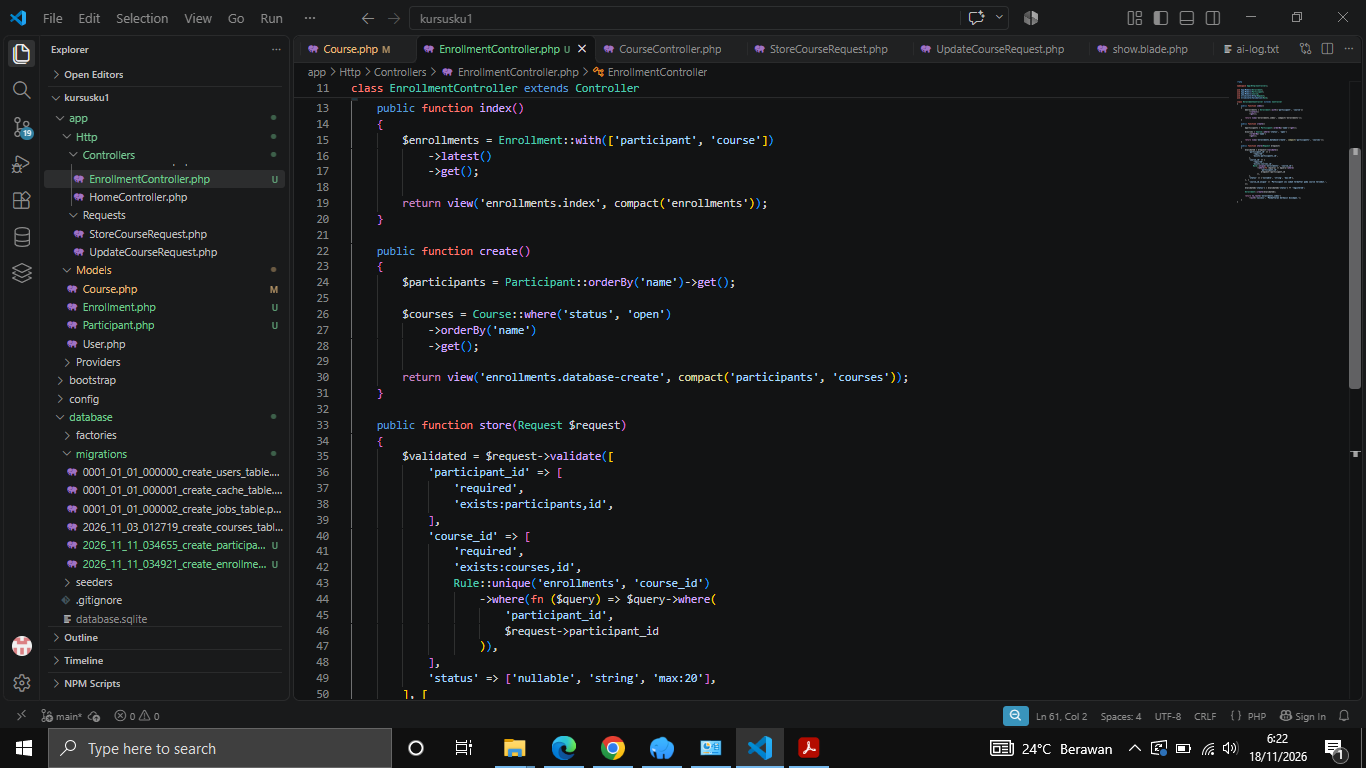 File Edit Selection View Go Run ··· kursusku1
Explorer ···
Open Editors
kursusku1
app
Http
Controllers
EnrollmentController.php U
HomeController.php
Requests
StoreCourseRequest.php
UpdateCourseRequest.php
Models
Course.php M
Enrollment.php U
Participant.php U
User.php
Providers
bootstrap
config
database
factories
migrations
0001_01_01_000000_create_users_table....
0001_01_01_000001_create_cache_table....
0001_01_01_000002_create_jobs_table.p...
2026_11_03_012719_create_courses_tabl...
2026_11_11_034655_create_participa... U
2026_11_11_034921_create_enrollme... U
seeders
.gitignore
database.sqlite
Outline
Timeline
NPM Scripts
19
Course.php M EnrollmentController.php U CourseController.php StoreCourseRequest.php UpdateCourseRequest.php show.blade.php ai-log.txt ···
app > Http > Controllers > EnrollmentController.php > EnrollmentController
11 class EnrollmentController extends Controller
13 public function index()
14 {
15 $enrollments = Enrollment::with(['participant', 'course'])
16 ->latest()
17 ->get();
18
19 return view('enrollments.index', compact('enrollments'));
20 }
21
22 public function create()
23 {
24 $participants = Participant::orderBy('name')->get();
25
26 $courses = Course::where('status', 'open')
27 ->orderBy('name')
28 ->get();
29
30 return view('enrollments.database-create', compact('participants', 'courses'));
31 }
32
33 public function store(Request $request)
34 {
35 $validated = $request->validate([
36 'participant_id' => [
37 'required',
38 'exists:participants,id',
39 ],
40 'course_id' => [
41 'required',
42 'exists:courses,id',
43 Rule::unique('enrollments', 'course_id')
44 ->where(fn ($query) => $query->where(
45 'participant_id',
46 $request->participant_id
47 )),
48 ],
49 'status' => ['nullable', 'string', 'max:20'],
50 ], [
main* 0 0 Ln 61, Col 2 Spaces: 4 UTF-8 CRLF {} PHP Sign In
Type here to search 24°C Berawan 6:22
18/11/2026 1